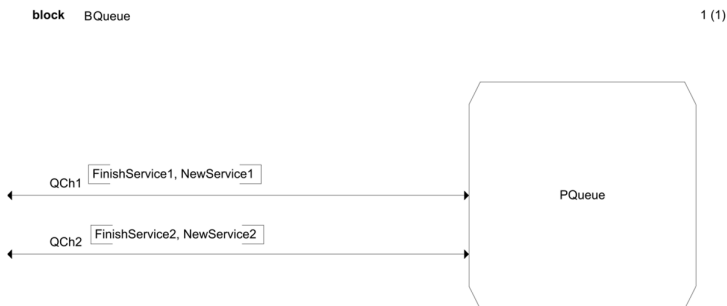 block BQueue 1 (1)
FinishService1, NewService1
QCh1
PQueue
FinishService2, NewService2
QCh2